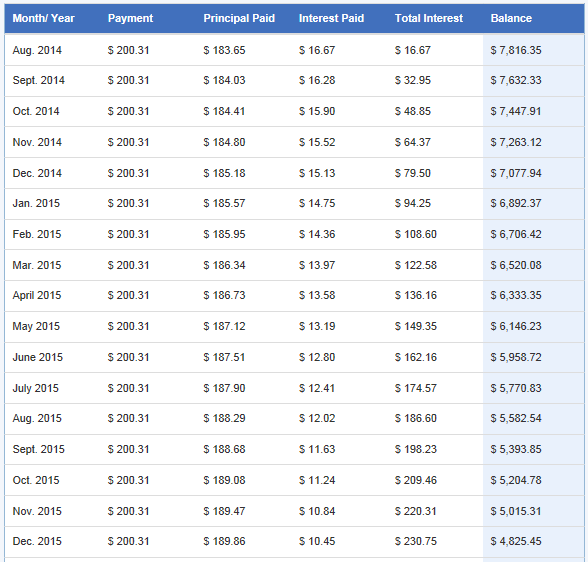 Month/ Year Payment Principal Paid Interest Paid Total Interest Balance
Aug. 2014 $ 200.31 $ 183.65 $ 16.67 $ 16.67 $ 7,816.35
Sept. 2014 $ 200.31 $ 184.03 $ 16.28 $ 32.95 $ 7,632.33
Oct. 2014 $ 200.31 $ 184.41 $ 15.90 $ 48.85 $ 7,447.91
Nov. 2014 $ 200.31 $ 184.80 $ 15.52 $ 64.37 $ 7,263.12
Dec. 2014 $ 200.31 $ 185.18 $ 15.13 $ 79.50 $ 7,077.94
Jan. 2015 $ 200.31 $ 185.57 $ 14.75 $ 94.25 $ 6,892.37
Feb. 2015 $ 200.31 $ 185.95 $ 14.36 $ 108.60 $ 6,706.42
Mar. 2015 $ 200.31 $ 186.34 $ 13.97 $ 122.58 $ 6,520.08
April 2015 $ 200.31 $ 186.73 $ 13.58 $ 136.16 $ 6,333.35
May 2015 $ 200.31 $ 187.12 $ 13.19 $ 149.35 $ 6,146.23
June 2015 $ 200.31 $ 187.51 $ 12.80 $ 162.16 $ 5,958.72
July 2015 $ 200.31 $ 187.90 $ 12.41 $ 174.57 $ 5,770.83
Aug. 2015 $ 200.31 $ 188.29 $ 12.02 $ 186.60 $ 5,582.54
Sept. 2015 $ 200.31 $ 188.68 $ 11.63 $ 198.23 $ 5,393.85
Oct. 2015 $ 200.31 $ 189.08 $ 11.24 $ 209.46 $ 5,204.78
Nov. 2015 $ 200.31 $ 189.47 $ 10.84 $ 220.31 $ 5,015.31
Dec. 2015 $ 200.31 $ 189.86 $ 10.45 $ 230.75 $ 4,825.45